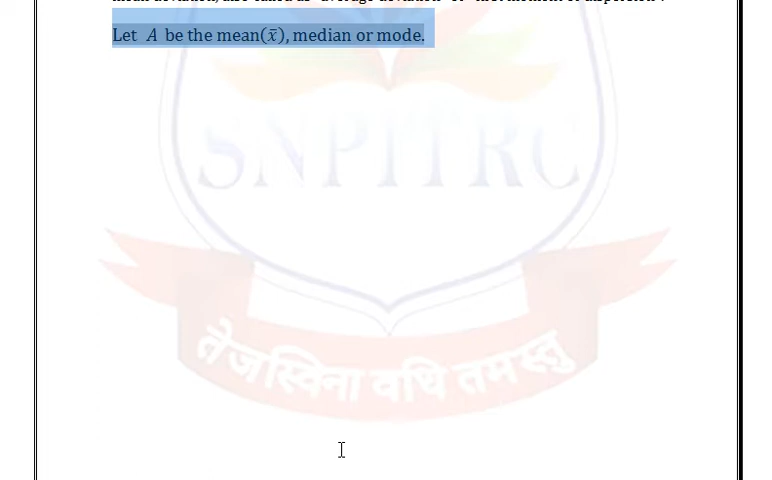 Let A be the mean(x̄), median or mode.
SNPITRC
तेजस्विना वधि तमस्तु